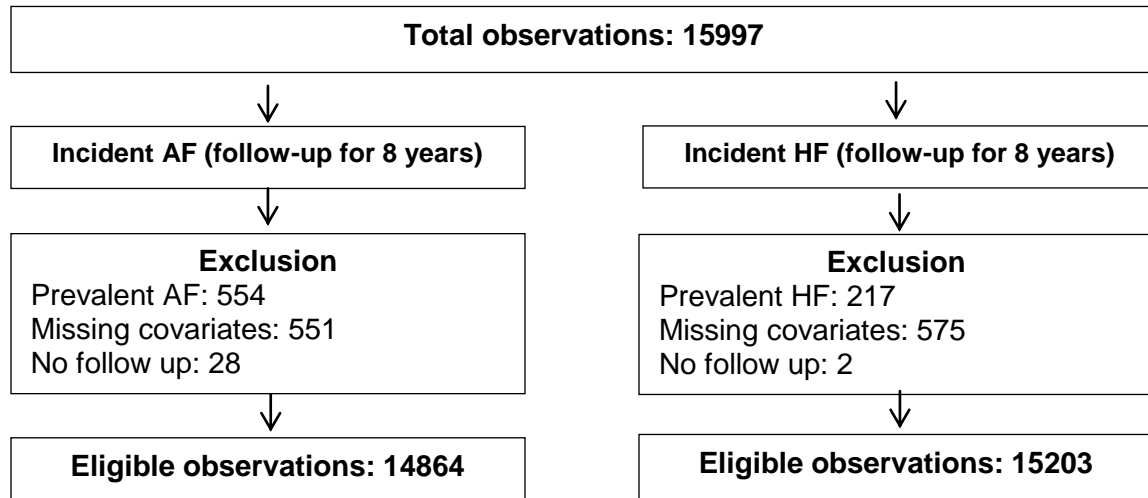 Total observations: 15997
Incident AF (follow-up for 8 years)
Exclusion
Prevalent AF: 554
Missing covariates: 551
No follow up: 28
Eligible observations: 14864
Incident HF (follow-up for 8 years)
Exclusion
Prevalent HF: 217
Missing covariates: 575
No follow up: 2
Eligible observations: 15203